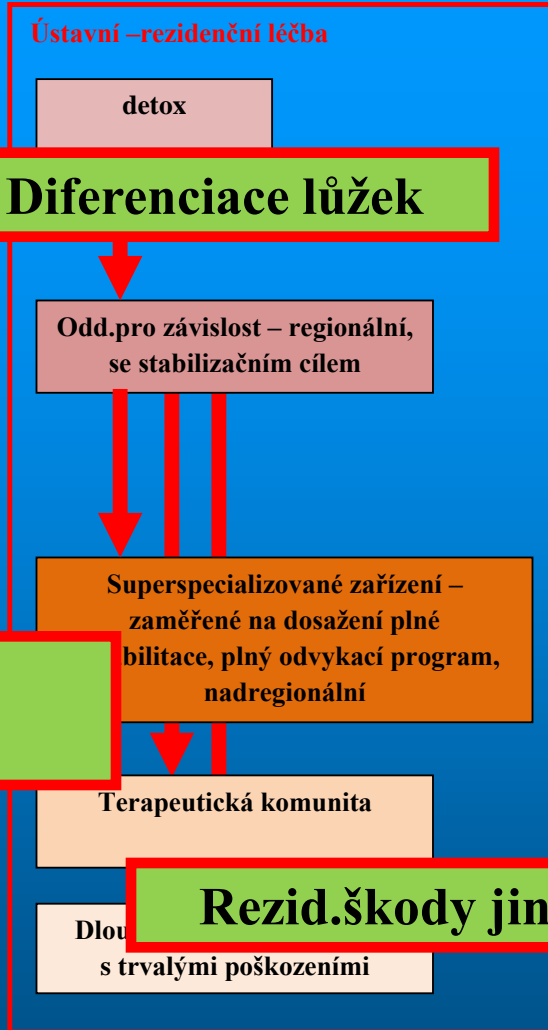 Ústavní –rezidenční léčba
detox
Diferenciace lůžek
Odd.pro závislost – regionální,
se stabilizačním cílem
Superspecializované zařízení –
zaměřené na dosažení plné
bilitace, plný odvykací program,
nadregionální
Terapeutická komunita
Rezid.škody jin
Dlou
s trvalými poškozeními